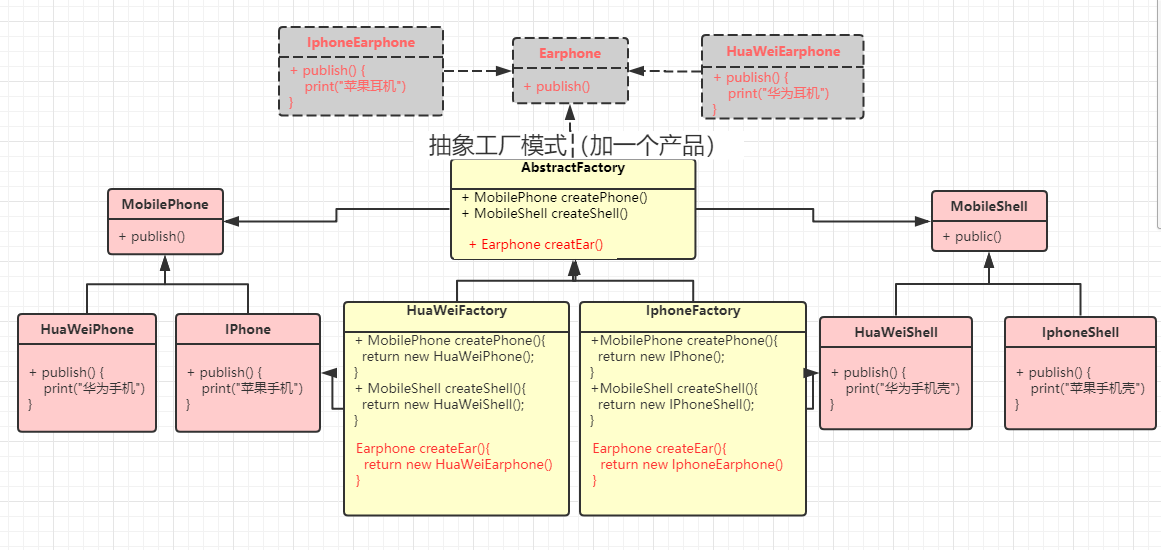 IphoneEarphone
+ publish() {
print("苹果耳机")
}
Earphone
+ publish()
HuaWeiEarphone
+ publish() {
print("华为耳机")
}
抽象工厂模式 (加一个产品）
AbstractFactory
+ MobilePhone createPhone()
+ MobileShell createShell()
+ Earphone creatEar()
MobilePhone
+ publish()
MobileShell
+ public()
HuaWeiPhone
+ publish() {
print("华为手机")
}
IPhone
+ publish() {
print("苹果手机")
}
HuaWeiFactory
+ MobilePhone createPhone(){
return new HuaWeiPhone();
}
+ MobileShell createShell(){
return new HuaWeiShell();
}
Earphone createEar(){
return new HuaWeiEarphone()
}
IphoneFactory
+MobilePhone createPhone(){
return new IPhone();
}
+MobileShell createShell(){
return new IPhoneShell();
}
Earphone createEar(){
return new IphoneEarphone()
}
HuaWeiShell
+ publish() {
print("华为手机壳")
}
IphoneShell
+ publish() {
print("苹果手机壳")
}